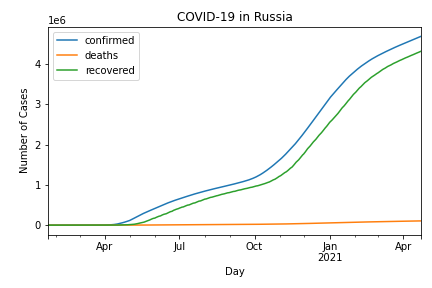 COVID-19 in Russia
1e6
confirmed
deaths
recovered
4
3
2
1
0
Number of Cases
Apr Jul Oct Jan Apr
2021
Day